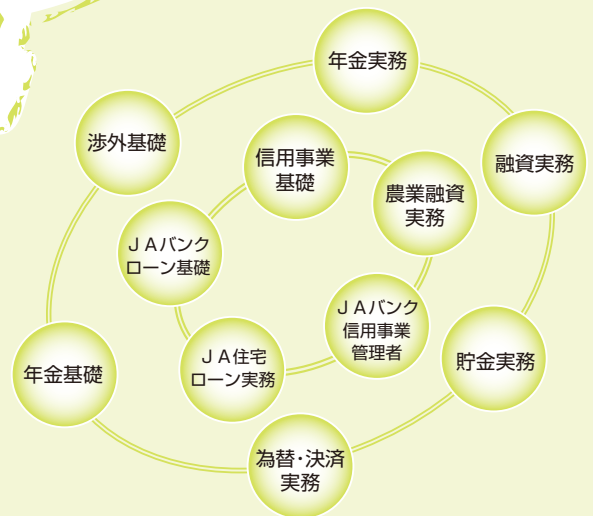 年金実務
渉外基礎
信用事業
基礎
融資実務
農業融資
実務
ＪＡバンク
ローン基礎
ＪＡバンク
信用事業
管理者
ＪＡ住宅
ローン実務
貯金実務
年金基礎
為替・決済
実務